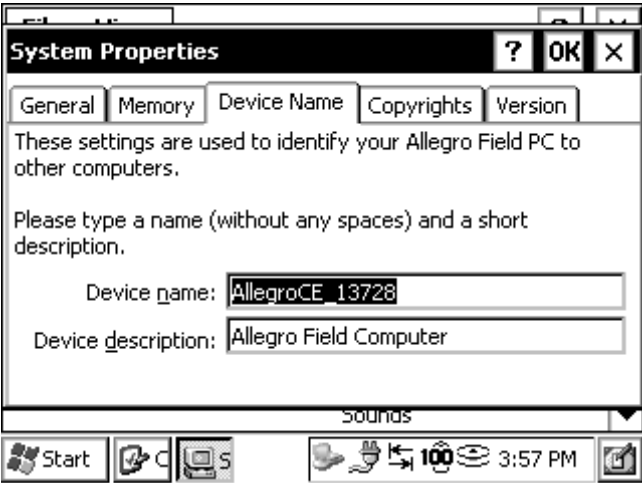 System Properties ? OK ×
General Memory Device Name Copyrights Version
These settings are used to identify your Allegro Field PC to
other computers.
Please type a name (without any spaces) and a short
description.
Device name: AllegroCE_13728
Device description: Allegro Field Computer
Sounds
Start C S 100 3:57 PM